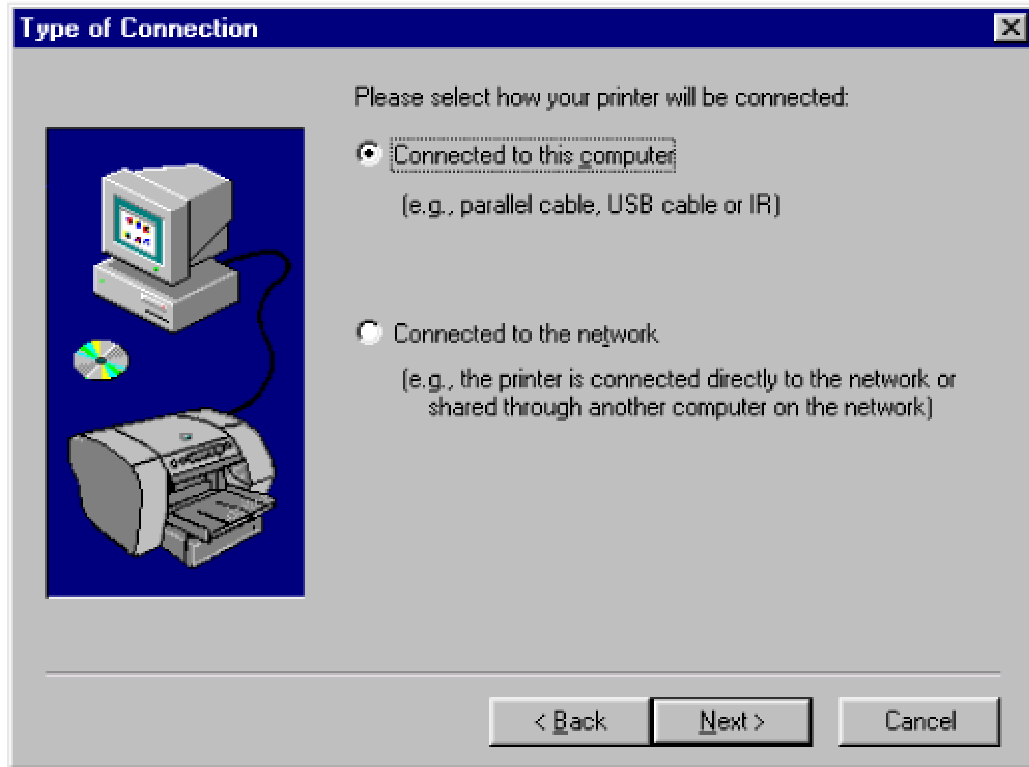 Type of Connection
Please select how your printer will be connected:
Connected to this computer
(e.g., parallel cable, USB cable or IR)
Connected to the network
(e.g., the printer is connected directly to the network or
shared through another computer on the network)
< Back
Next >
Cancel